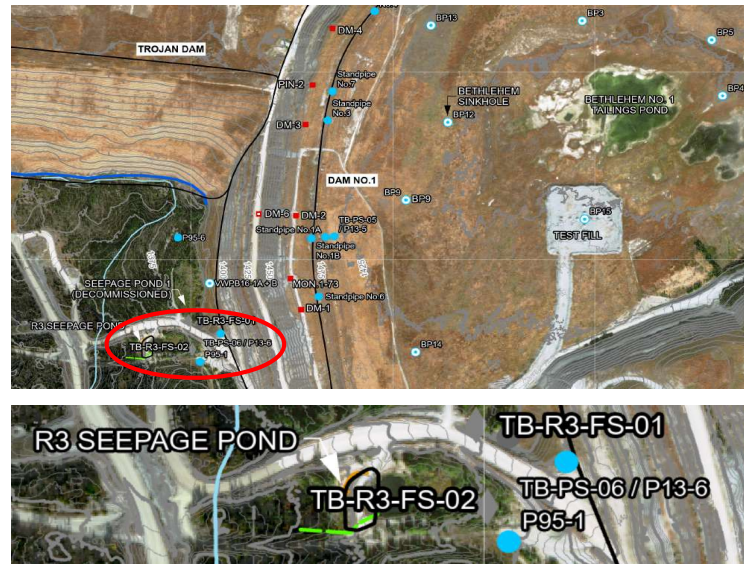 DM-4
BP13
BP3
BP5
TROJAN DAM
PIN-2
Standpipe
No.7
BETHLEHEM
SINKHOLE
BETHLEHEM NO. 1
TAILINGS POND
BP4
Standpipe
No.3
DM-3
BP12
DAM NO.1
BP9
BP9
DM-6
DM-2
TB-PS-05
/ P13-5
BP15
Standpipe No.1A
P95-6
Standpipe
No.1B
TEST FILL
1450
SEEPAGE POND 1
(DECOMMISSIONED)
VWPB16-1A+B
MON.1-73
Standpipe No.6
DM-1
R3 SEEPAGE POND
TB-R3-FS-01
TB-R3-FS-02
TB-PS-06 / P13-6
P95-1
BP14
R3 SEEPAGE POND
TB-R3-FS-01
TB-R3-FS-02
TB-PS-06 / P13-6
P95-1